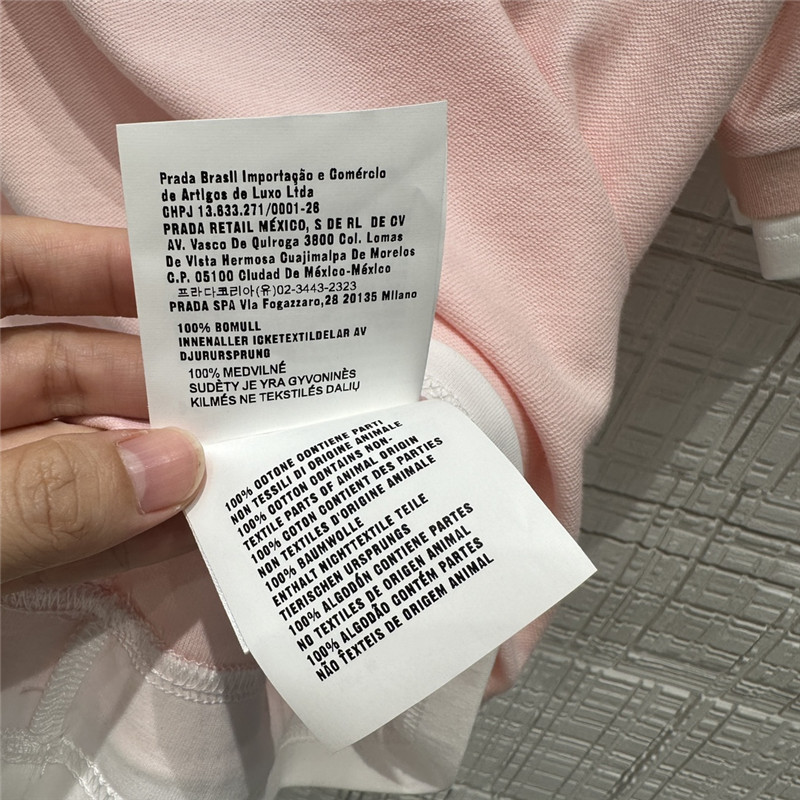 Prada Brasil Importação e Comércio
de Artigos de Luxo Ltda
CHPJ 13.633.271/0001-26
PRADA RETAIL MÉXICO, S DE RL DE CV
AV. Vasco De Quiroga 3800 Col. Lomas
De Vista Hermosa Cuajimalpa De Morelos
C.P. 05100 Ciudad De México-México
프라다코리아(유)02-3443-2323
PRADA SPA Via Fogazzaro,28 20135 Milano
100% BOMULL
INNENALLER ICKETEXTILDELAR AV
DJURURSPRUNG
100% MEDVILNÉ
SUDĖTY JE YRA GYVONINĖS
KILMĖS NE TEKSTILĖS DALIŲ
100% COTONE CONTIENE PARTI
NON TESSILI DI ORIGINE ANIMALE
100% COTTON CONTAINS NON-
TEXTILE PARTS OF ANIMAL ORIGIN
100% COTON CONTIENT DES PARTIES
NON TEXTILES D'ORIGINE ANIMALE
100% BAUMWOLLE
ENTHALT NIGHTTEXTILE TEILE
TIERISCHEN URSPRUNGS
100% ALGODÓN CONTIENE PARTES
NO TEXTILES DE ORIGEN ANIMAL
100% ALGODÃO CONTÉM PARTES
NÃO TÊXTEIS DE ORIGEM ANIMAL